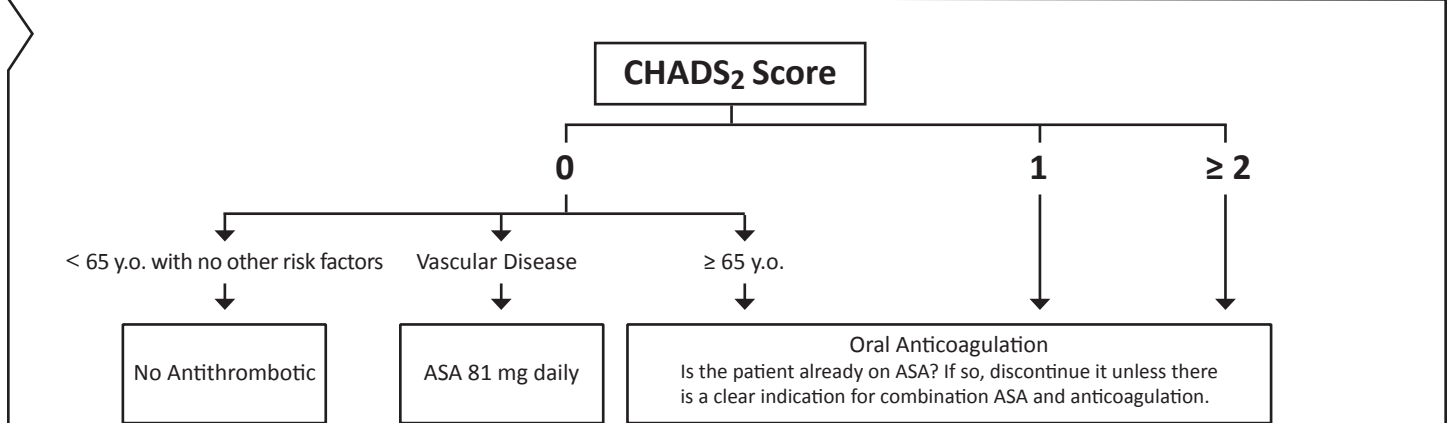 CHADS₂ Score
0
1
≥ 2
< 65 y.o. with no other risk factors
Vascular Disease
≥ 65 y.o.
No Antithrombotic
ASA 81 mg daily
Oral Anticoagulation
Is the patient already on ASA? If so, discontinue it unless there
is a clear indication for combination ASA and anticoagulation.